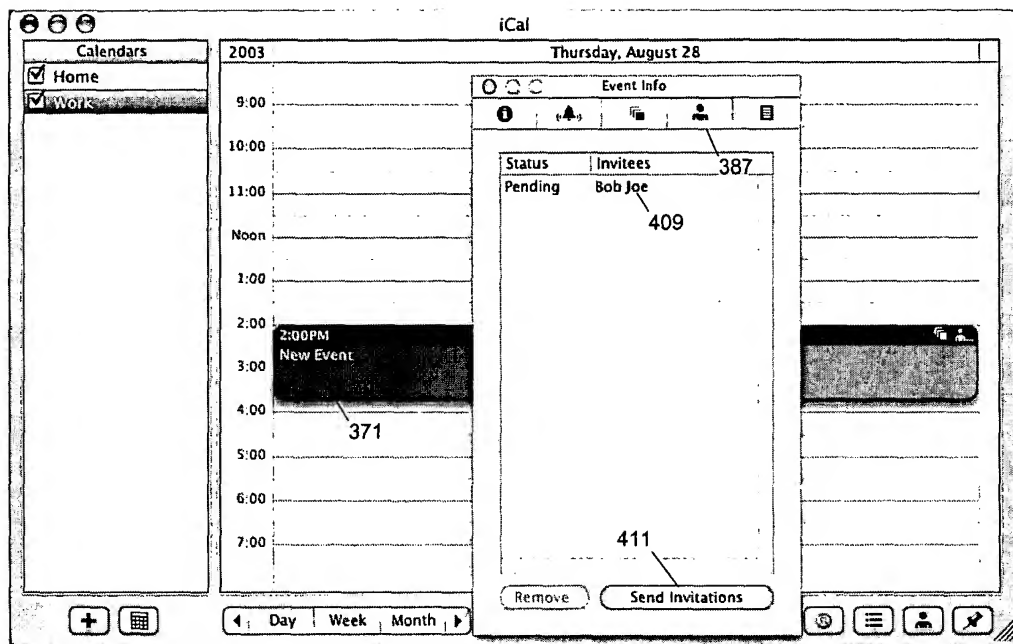 iCal
Calendars
Home
Work
2003
Thursday, August 28
9:00
10:00
11:00
Noon
1:00
2:00
3:00
4:00
5:00
6:00
7:00
2:00PM
New Event
371
Event Info
387
Status Invitees
Pending Bob Joe
409
411
Remove Send Invitations
Day Week Month